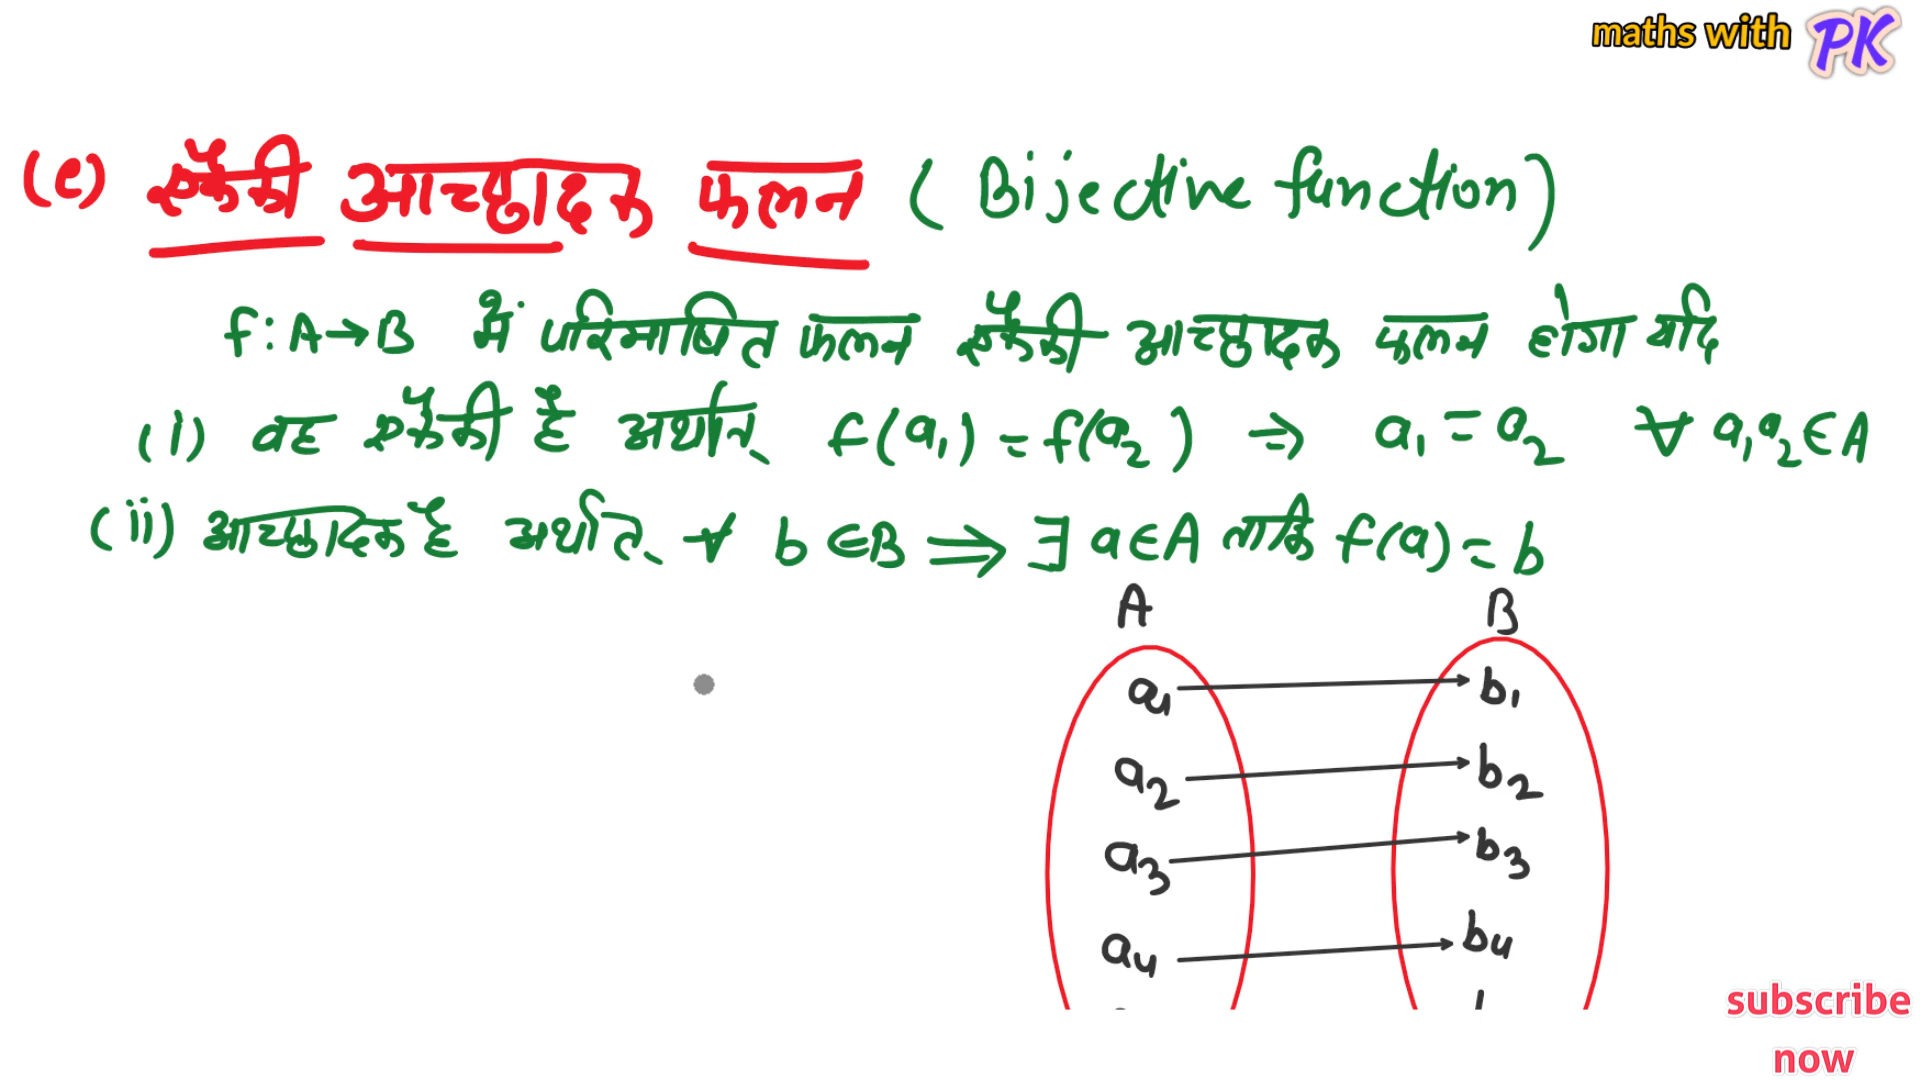 maths with PK
(e) एकैकी आच्छादक फलन ( Bijective function)
f: A→B में परिभाषित फलन एकैकी आच्छादक फलन होगा यदि
(i) वह एकैकी है अर्थात् f(a₁) = f(a₂) ⇒ a₁ = a₂ ∀ a₁,a₂ ∈ A
(ii) आच्छादक है अर्थात् ∀ b ∈ B ⟹ ∃ a ∈ A ताकि f(a) = b
A B
a₁ b₁
a₂ b₂
a₃ b₃
a₄ b₄
subscribe
now